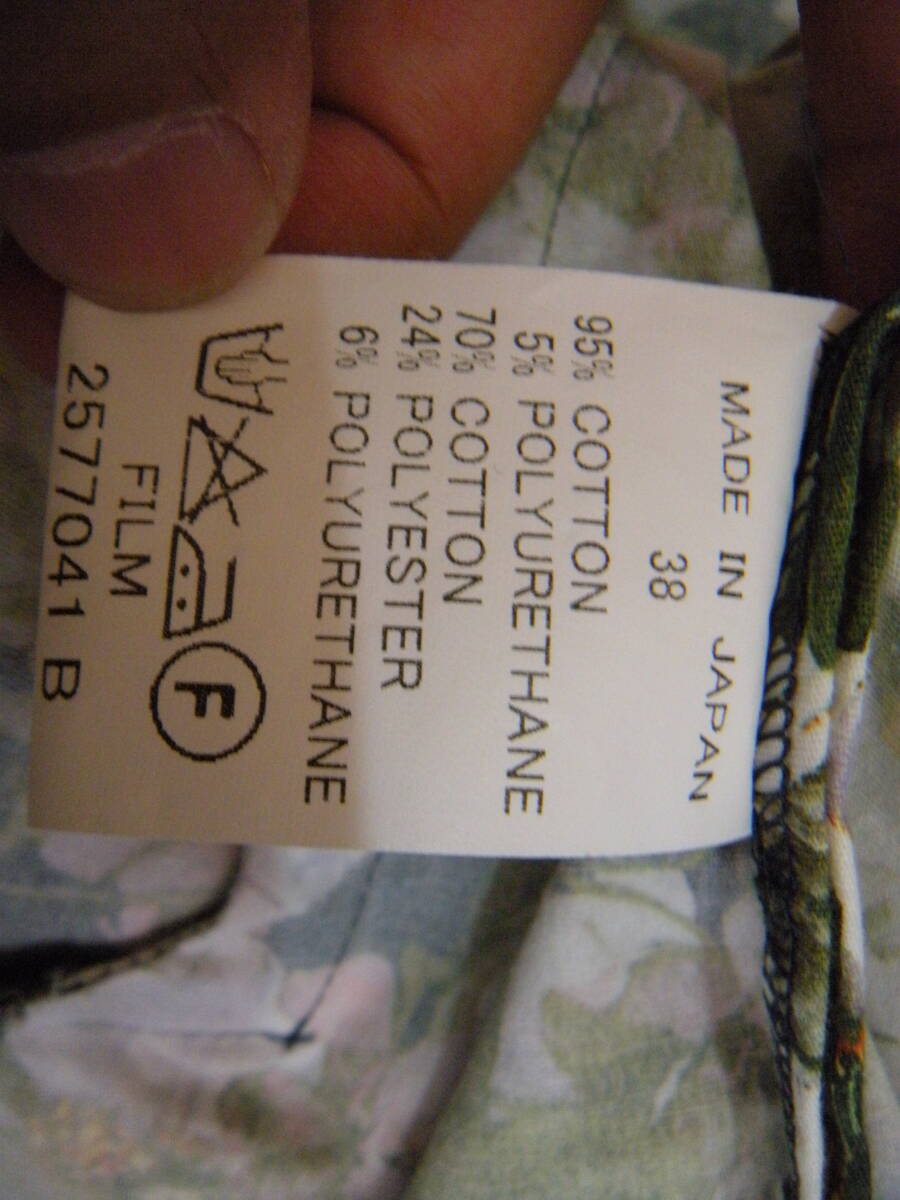 MADE IN JAPAN
38
95% COTTON
5% POLYURETHANE
70% COTTON
24% POLYESTER
6% POLYURETHANE
F
FILM
2577041 B